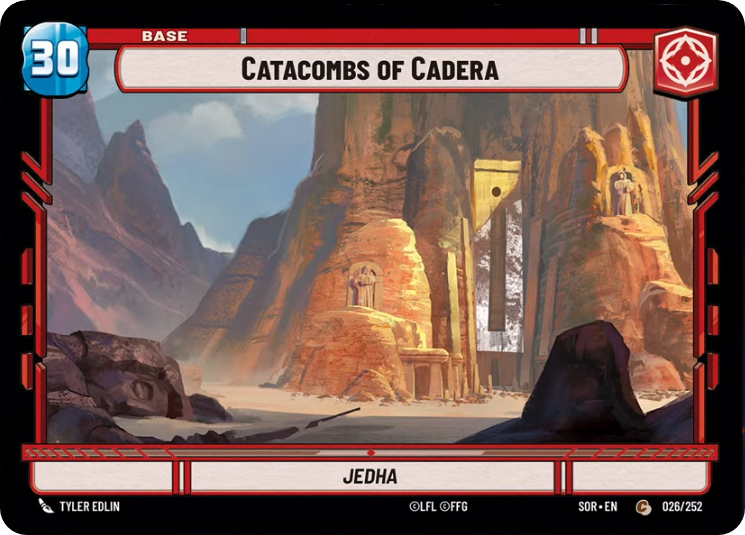 BASE
30
CATACOMBS OF CADERA
JEDHA
TYLER EDLIN
©LFL ©FFG
SOR • EN
C
026/252